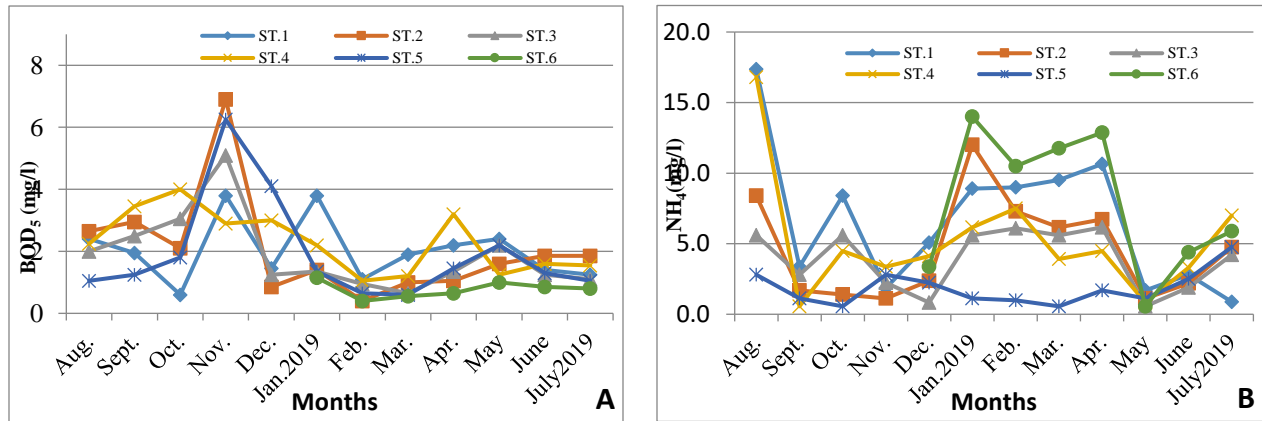 ST.1 ST.2 ST.3
ST.4 ST.5 ST.6
8
6
4
2
0
BOD5 (mg/l)
Aug. Sept. Oct. Nov. Dec. Jan.2019 Feb. Mar. Apr. May June July2019
Months
A
ST.1 ST.2 ST.3
ST.4 ST.5 ST.6
20.0
15.0
10.0
5.0
0.0
NH4(mg/l)
Aug. Sept. Oct. Nov. Dec. Jan.2019 Feb. Mar. Apr. May June July2019
Months
B